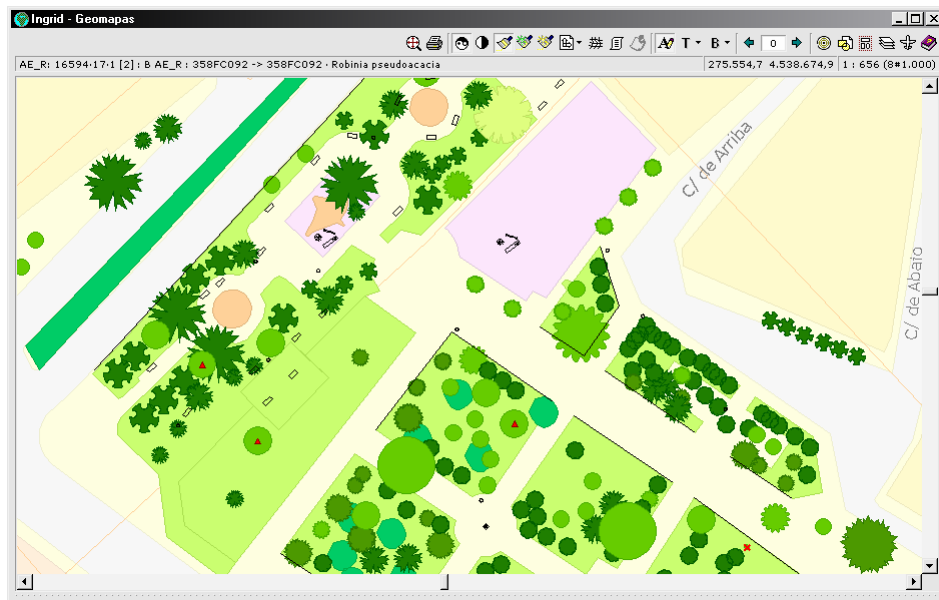 Ingrid - Geomapas
A T B 0
AE_R: 16594·17·1 [2] : B AE_R : 358FC092 -> 358FC092 · Robinia pseudoacacia 275.554,7 4.538.674,9 1 : 656 (8#1.000)
C/ de Arriba
C/ de Abaio